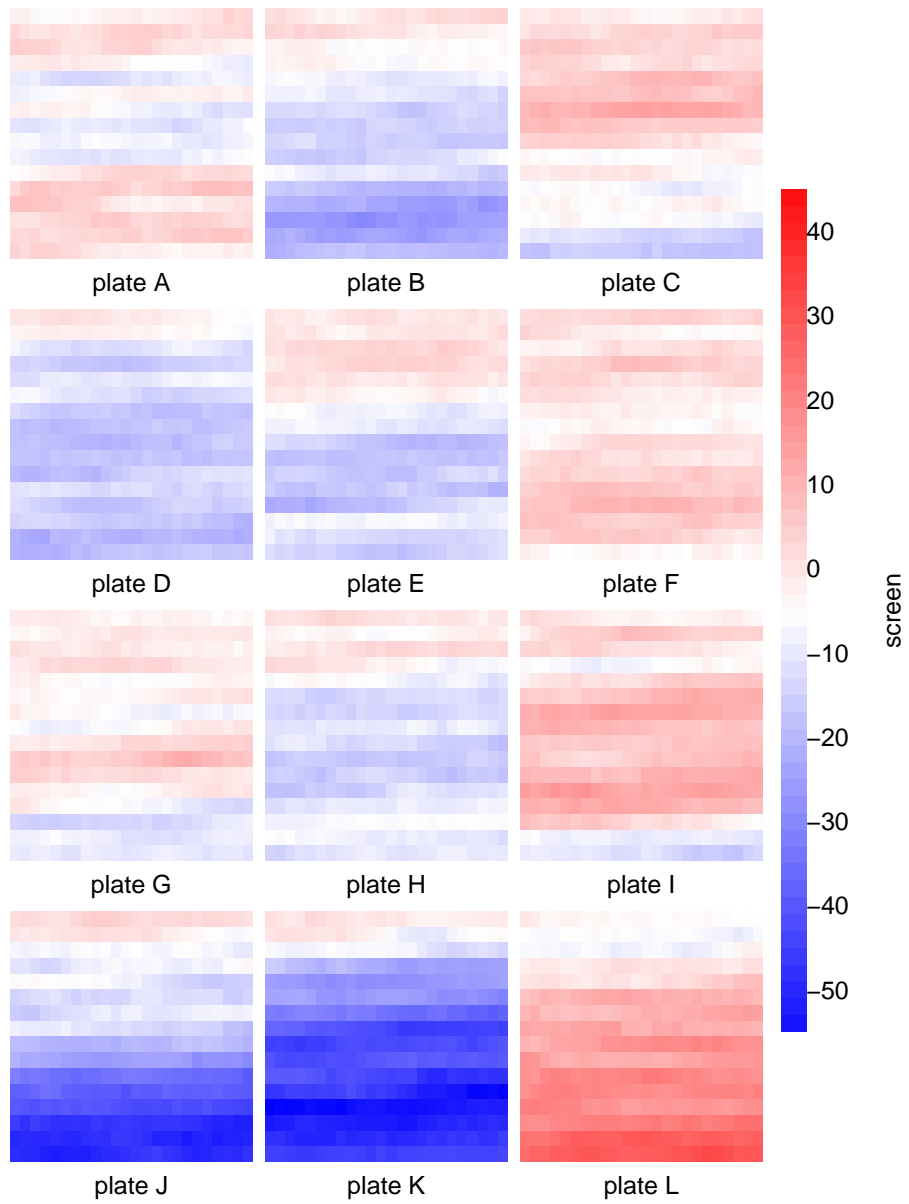 plate A
plate B
plate C
plate D
plate E
plate F
plate G
plate H
plate I
plate J
plate K
plate L
40
30
20
10
0
−10
−20
−30
−40
−50
screen